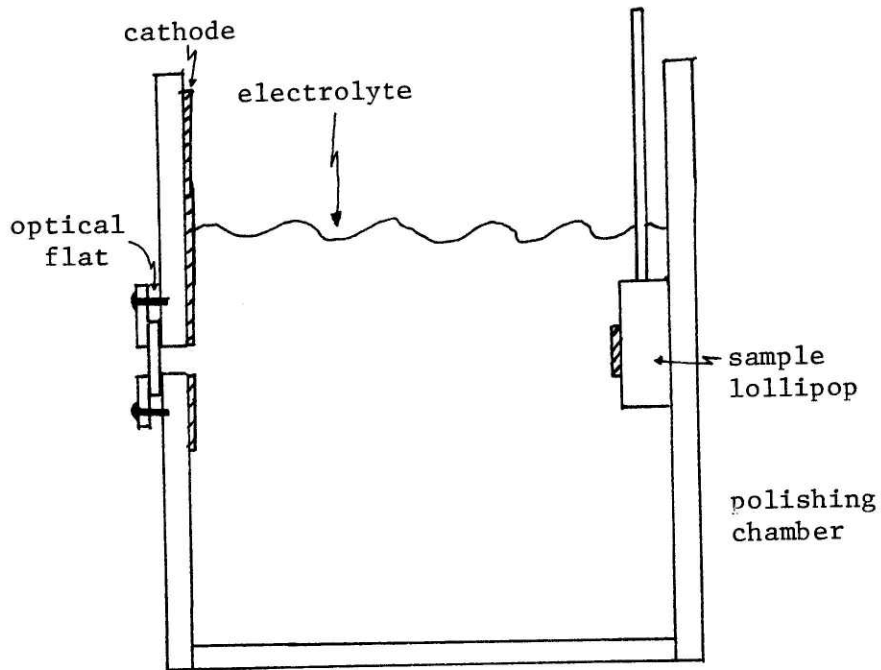 cathode
electrolyte
optical
flat
sample
lollipop
polishing
chamber